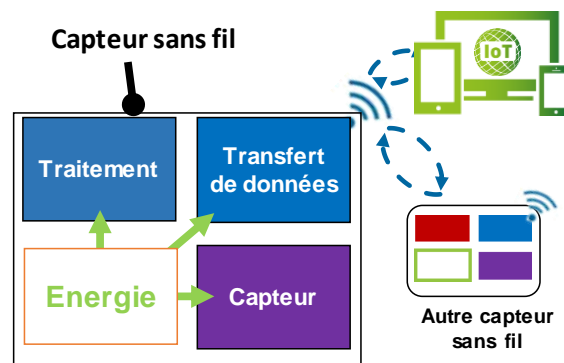 Capteur sans fil
IoT
Traitement
Transfert
de données
Energie
Capteur
Autre capteur
sans fil